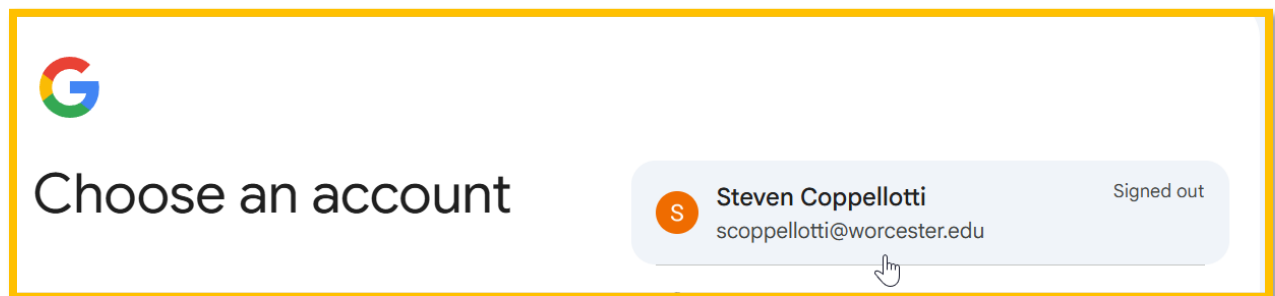 Choose an account
S
Steven Coppellotti
Signed out
scoppellotti@worcester.edu